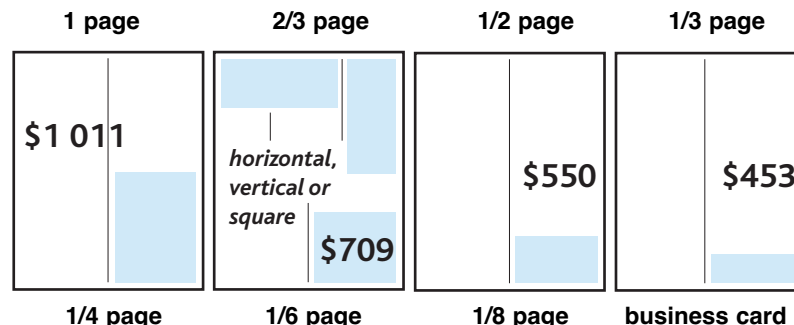 1 page 2/3 page 1/2 page 1/3 page
$1 011
horizontal,
vertical or
square
$709
$550
$453
1/4 page 1/6 page 1/8 page business card